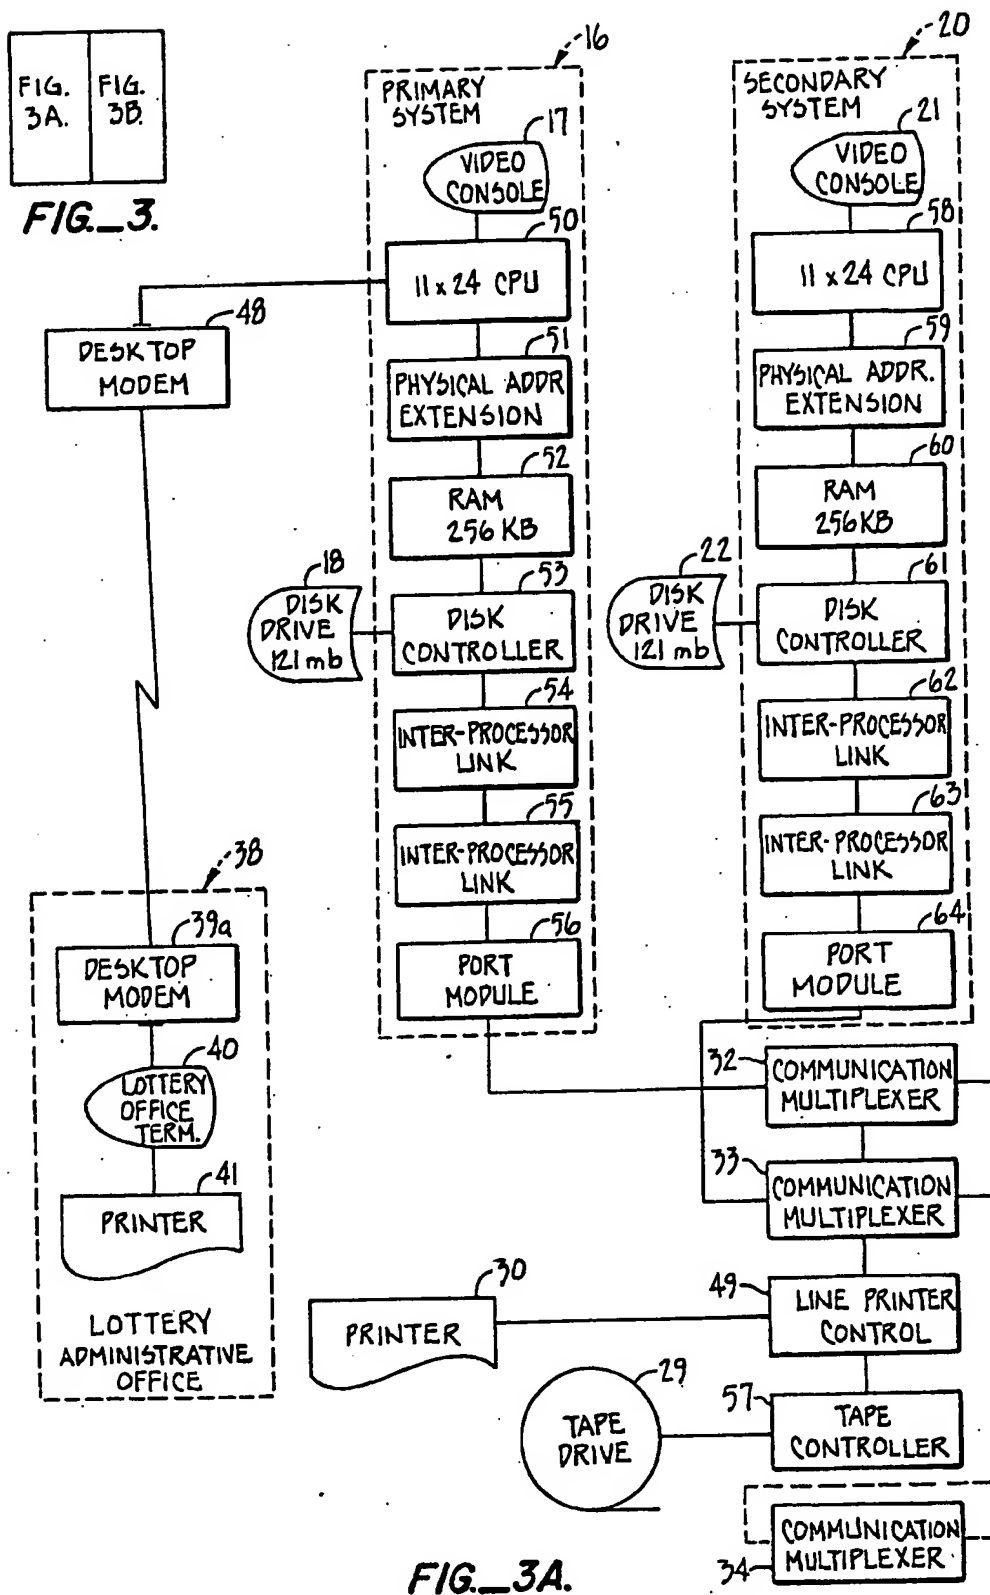 FIG.
3A.
FIG.
3B.
FIG._3.
16
PRIMARY
SYSTEM
17
VIDEO
CONSOLE
50
11 x 24 CPU
51
PHYSICAL ADDR
EXTENSION
52
RAM
256 KB
18
DISK
DRIVE
121 mb
53
DISK
CONTROLLER
54
INTER-PROCESSOR
LINK
55
INTER-PROCESSOR
LINK
56
PORT
MODULE
20
SECONDARY
SYSTEM
21
VIDEO
CONSOLE
58
11 x 24 CPU
59
PHYSICAL ADDR.
EXTENSION
60
RAM
256 KB
22
DISK
DRIVE
121 mb
61
DISK
CONTROLLER
62
INTER-PROCESSOR
LINK
63
INTER-PROCESSOR
LINK
64
PORT
MODULE
48
DESKTOP
MODEM
38
39a
DESKTOP
MODEM
40
LOTTERY
OFFICE
TERM.
41
PRINTER
LOTTERY
ADMINISTRATIVE
OFFICE
32
COMMUNICATION
MULTIPLEXER
33
COMMUNICATION
MULTIPLEXER
30
PRINTER
49
LINE PRINTER
CONTROL
29
TAPE
DRIVE
57
TAPE
CONTROLLER
COMMUNICATION
MULTIPLEXER
34
FIG._3A.